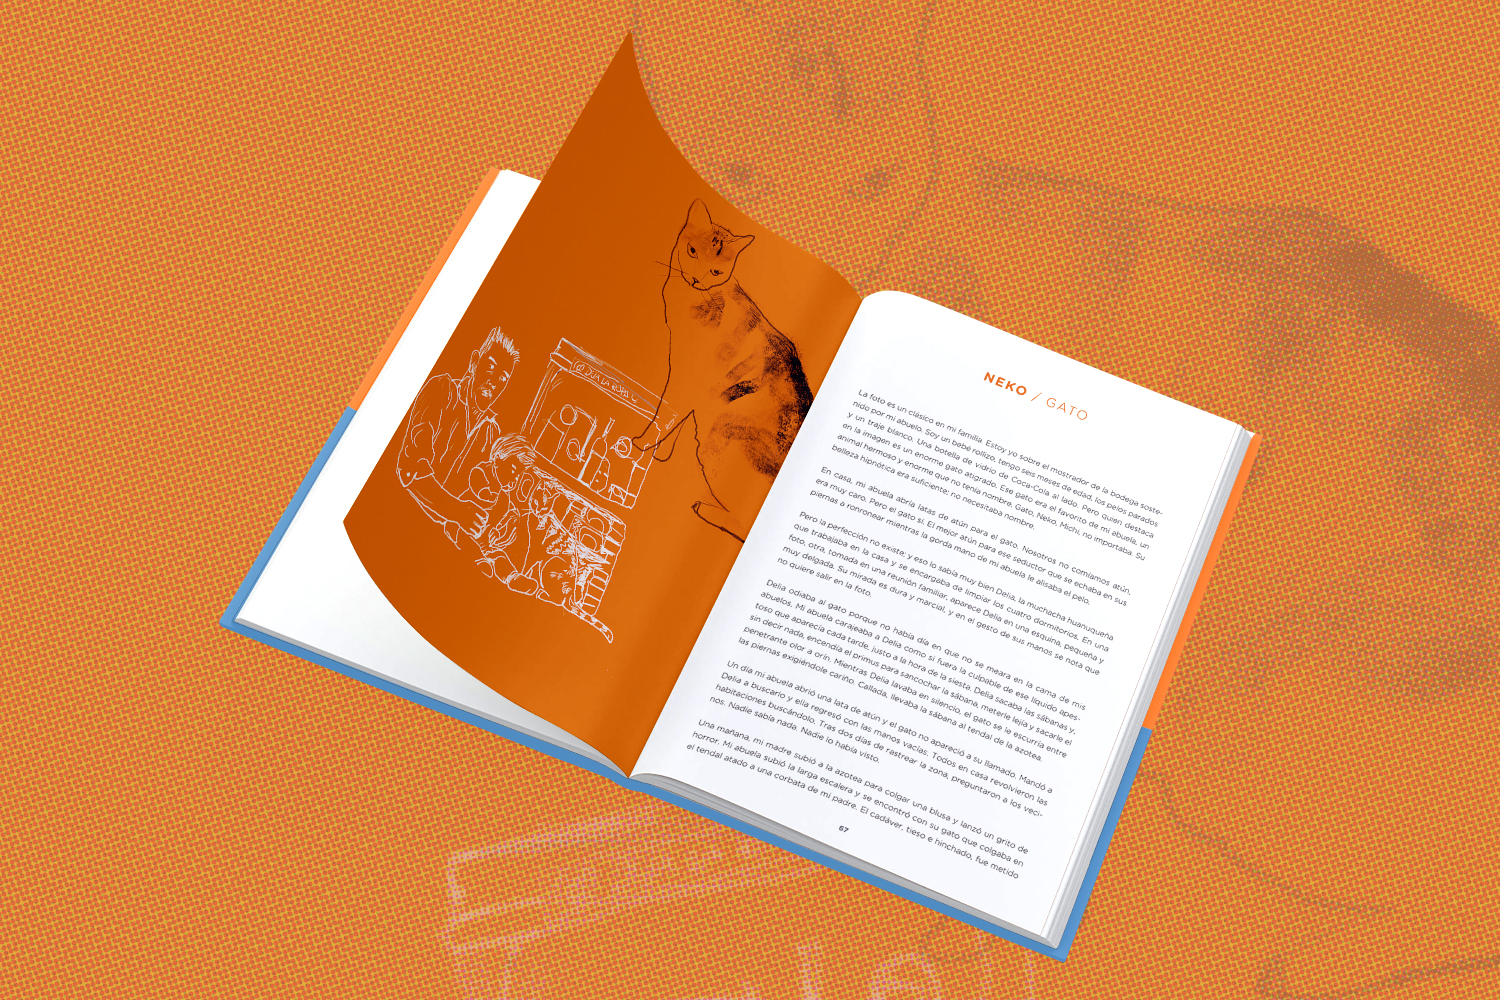 NEKO / GATO
La foto es un clásico en mi familia. Estoy yo sobre el mostrador de la bodega soste-
nido por mi abuelo. Soy un bebé rollizo, tengo seis meses de edad, los pelos parados
y un traje blanco. Una botella de vidrio de Coca-Cola al lado. Pero quien destaca
en la imagen es un enorme gato atigrado. Ese gato era el favorito de mi abuela, un
animal hermoso y enorme que no tenía nombre. Gato, Neko, Michi, no importaba. Su
belleza hipnótica era suficiente; no necesitaba nombre.
En casa, mi abuela abría latas de atún para el gato. Nosotros no comíamos atún,
era muy caro. Pero el gato sí. El mejor atún para ese seductor que se echaba en sus
piernas a ronronear mientras la gorda mano de mi abuela le alisaba el pelo.
Pero la perfección no existe; y eso lo sabía muy bien Delia, la muchacha huanuqueña
que trabajaba en la casa y se encargaba de limpiar los cuatro dormitorios. En una
foto, otra, tomada en una reunión familiar, aparece Delia en una esquina, pequeña y
muy delgada. Su mirada es dura y marcial, y en el gesto de sus manos se nota que
no quiere salir en la foto.
Delia odiaba al gato porque no había día en que no se meara en la cama de mis
abuelos. Mi abuela carajeaba a Delia como si fuera la culpable de ese líquido apes-
toso que aparecía cada tarde, justo a la hora de la siesta. Delia sacaba las sábanas y,
sin decir nada, encendía el primus para sancochar la sábana, meterle lejía y sacarle el
penetrante olor a orín. Mientras Delia lavaba en silencio, el gato se le escurría entre
las piernas exigiéndole cariño. Callada, llevaba la sábana al tendal de la azotea.
Un día mi abuela abrió una lata de atún y el gato no apareció a su llamado. Mandó a
Delia a buscarlo y ella regresó con las manos vacías. Todos en casa revolvieron las
habitaciones buscándolo. Tras dos días de rastrear la zona, preguntaron a los veci-
nos. Nadie sabía nada. Nadie lo había visto.
Una mañana, mi madre subió a la azotea para colgar una blusa y lanzó un grito de
horror. Mi abuela subió la larga escalera y se encontró con su gato que colgaba en
el tendal atado a una corbata de mi padre. El cadáver, tieso e hinchado, fue metido
67